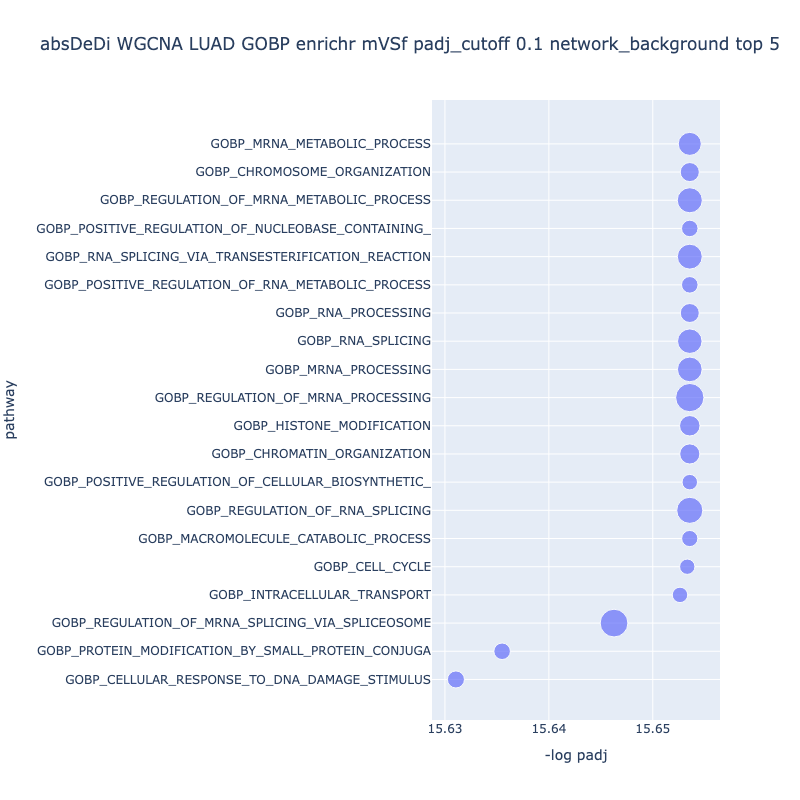 absDeDi WGCNA LUAD GOBP enrichr mVSf padj_cutoff 0.1 network_background top 5
GOBP_MRNA_METABOLIC_PROCESS
GOBP_CHROMOSOME_ORGANIZATION
GOBP_REGULATION_OF_MRNA_METABOLIC_PROCESS
GOBP_POSITIVE_REGULATION_OF_NUCLEOBASE_CONTAINING_
GOBP_RNA_SPLICING_VIA_TRANSESTERIFICATION_REACTION
GOBP_POSITIVE_REGULATION_OF_RNA_METABOLIC_PROCESS
GOBP_RNA_PROCESSING
GOBP_RNA_SPLICING
GOBP_MRNA_PROCESSING
GOBP_REGULATION_OF_MRNA_PROCESSING
GOBP_HISTONE_MODIFICATION
GOBP_CHROMATIN_ORGANIZATION
GOBP_POSITIVE_REGULATION_OF_CELLULAR_BIOSYNTHETIC_
GOBP_REGULATION_OF_RNA_SPLICING
GOBP_MACROMOLECULE_CATABOLIC_PROCESS
GOBP_CELL_CYCLE
GOBP_INTRACELLULAR_TRANSPORT
GOBP_REGULATION_OF_MRNA_SPLICING_VIA_SPLICEOSOME
GOBP_PROTEIN_MODIFICATION_BY_SMALL_PROTEIN_CONJUGA
GOBP_CELLULAR_RESPONSE_TO_DNA_DAMAGE_STIMULUS
pathway
15.63 15.64 15.65
-log padj